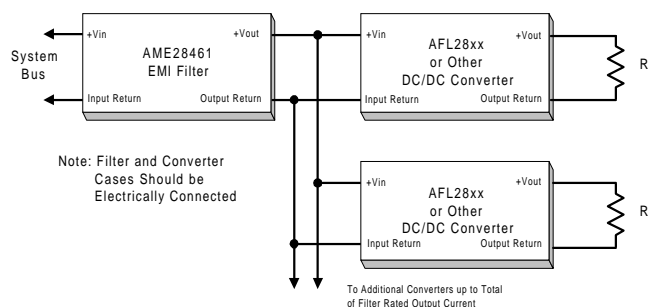 System
Bus
+Vin
AME28461
EMI Filter
+Vout
Input Return
Output Return
+Vin
AFL28xx
or Other
DC/DC Converter
+Vout
Input Return
Output Return
R
Note: Filter and Converter
Cases Should be
Electrically Connected
+Vin
AFL28xx
or Other
DC/DC Converter
+Vout
Input Return
Output Return
R
To Additional Converters up to Total
of Filter Rated Output Current